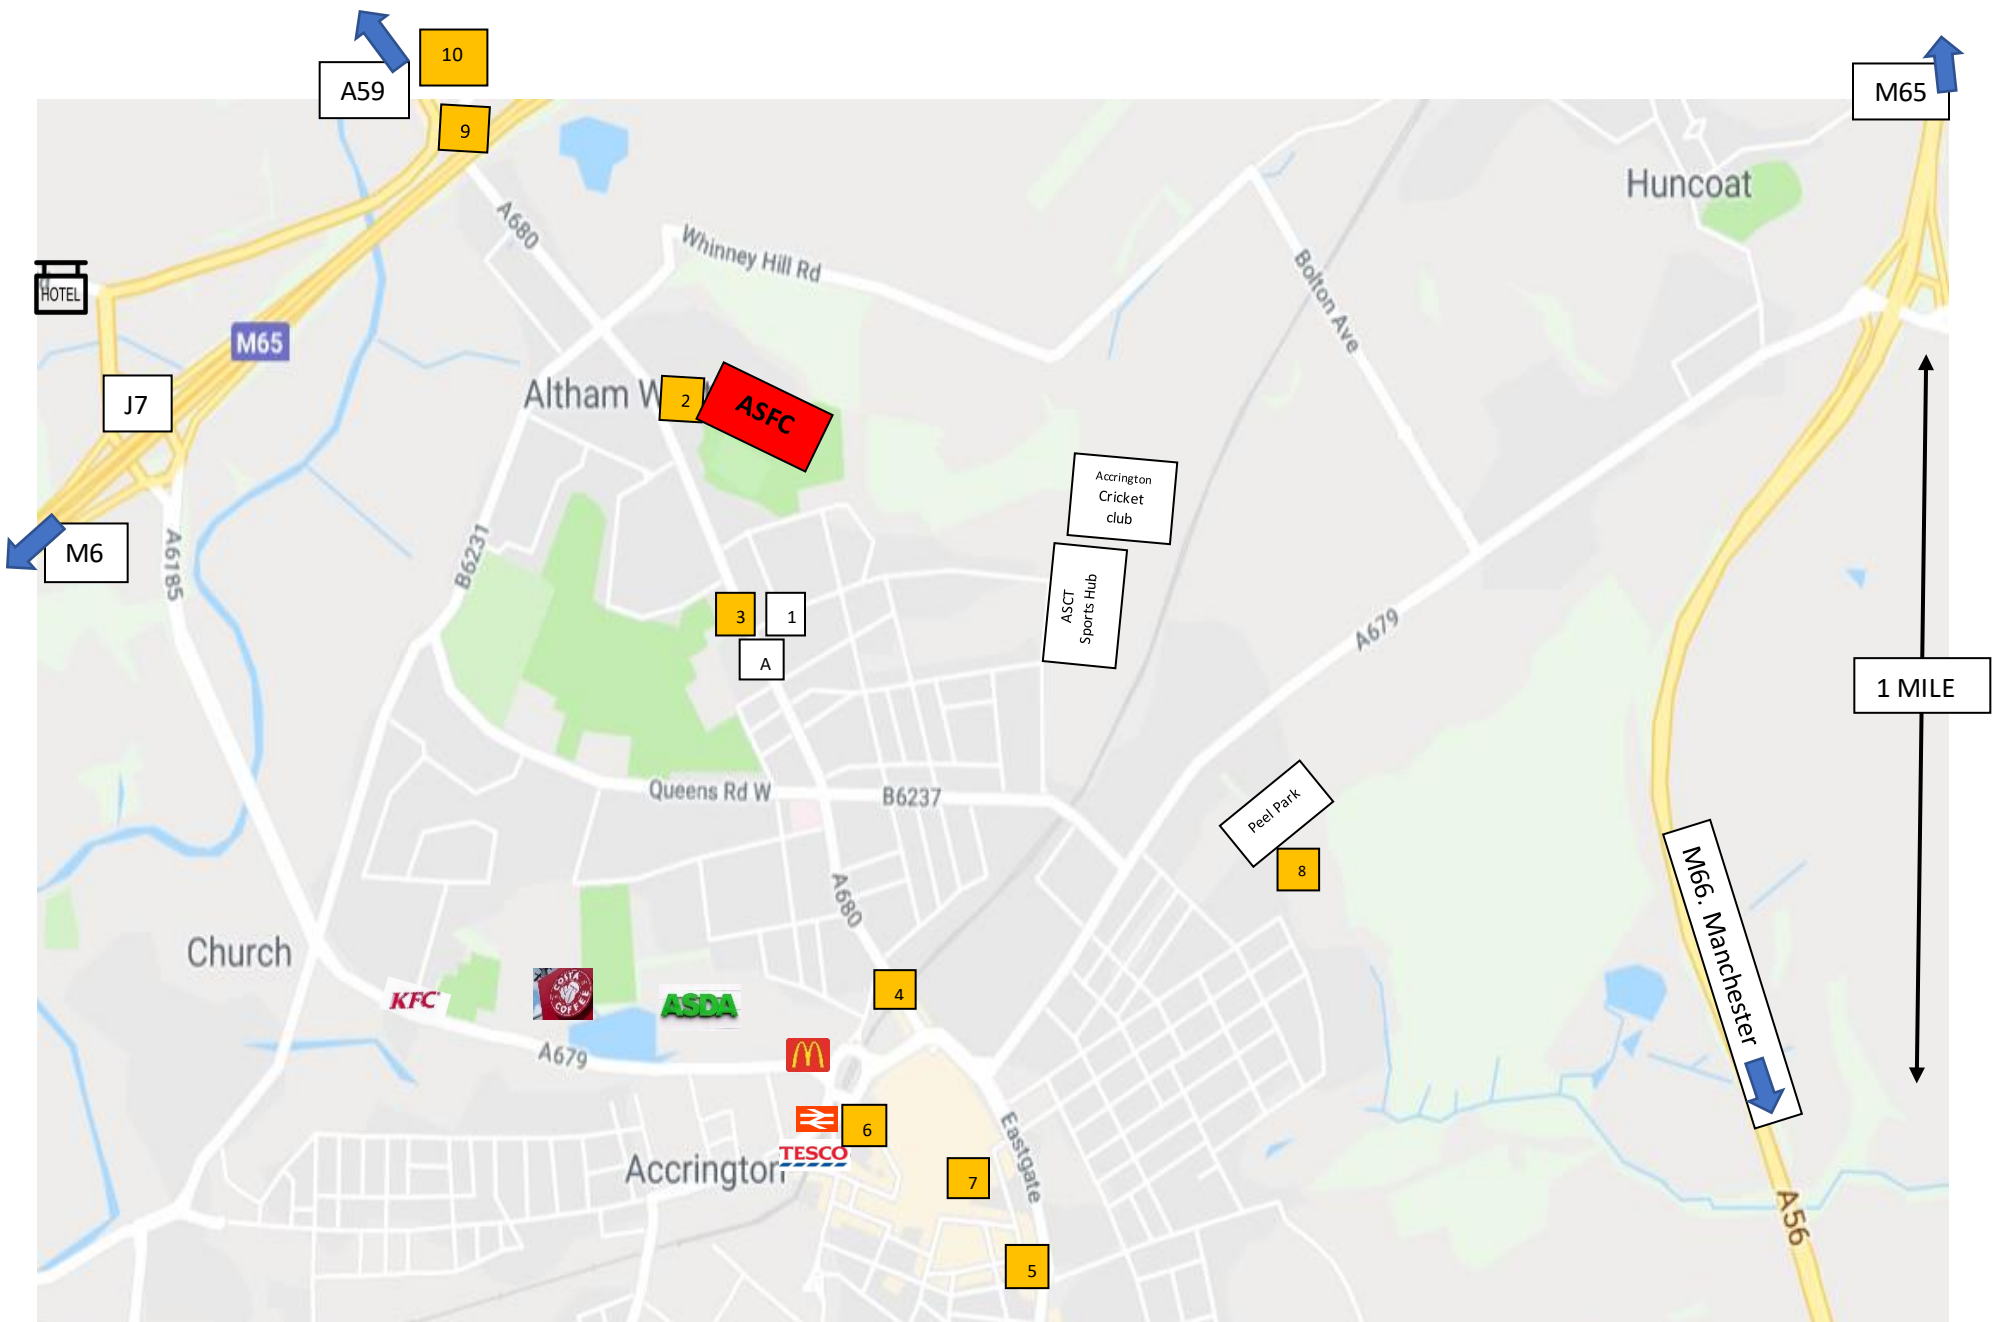 10
A59
M65
9
Huncoat
A680
Whinney Hill Rd
HOTEL
Bolton Ave
M65
J7
Altham W
2
ASFC
Accrington
Cricket
club
M6
A6185
B6231
ASCT
Sports Hub
3
1
A
A679
1 MILE
Queens Rd W
B6237
Peel Park
8
A680
M66. Manchester
Church
KFC
COSTA
COFFEE
ASDA
4
A679
6
TESCO
Accrington
7
Eastgate
5
A56